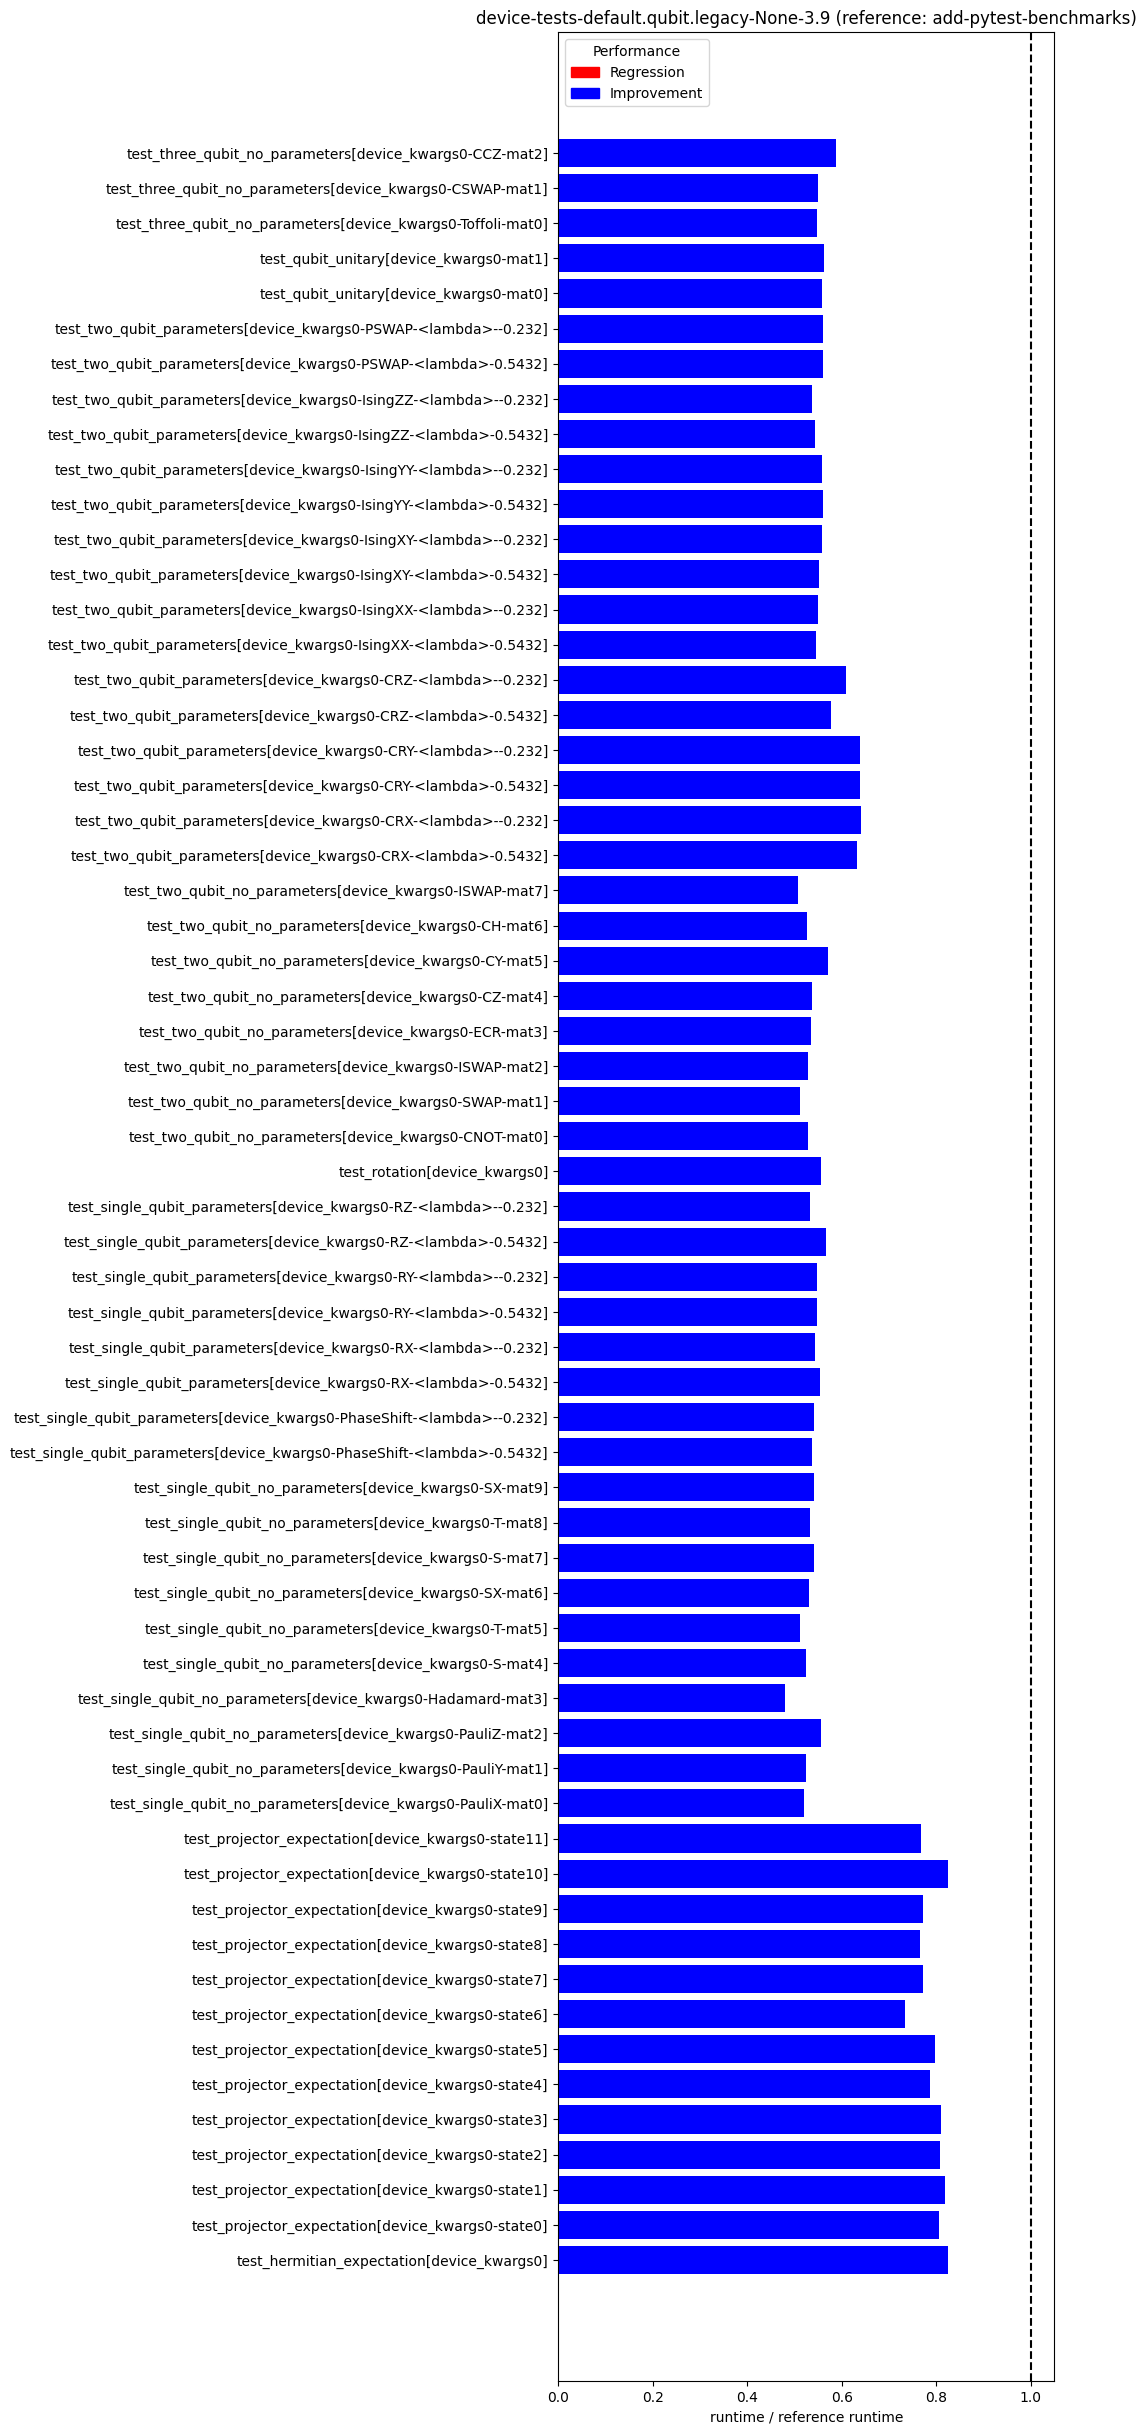 device-tests-default.qubit.legacy-None-3.9 (reference: add-pytest-benchmarks)
Performance
Regression
Improvement
test_three_qubit_no_parameters[device_kwargs0-CCZ-mat2]
test_three_qubit_no_parameters[device_kwargs0-CSWAP-mat1]
test_three_qubit_no_parameters[device_kwargs0-Toffoli-mat0]
test_qubit_unitary[device_kwargs0-mat1]
test_qubit_unitary[device_kwargs0-mat0]
test_two_qubit_parameters[device_kwargs0-PSWAP-<lambda>--0.232]
test_two_qubit_parameters[device_kwargs0-PSWAP-<lambda>-0.5432]
test_two_qubit_parameters[device_kwargs0-IsingZZ-<lambda>--0.232]
test_two_qubit_parameters[device_kwargs0-IsingZZ-<lambda>-0.5432]
test_two_qubit_parameters[device_kwargs0-IsingYY-<lambda>--0.232]
test_two_qubit_parameters[device_kwargs0-IsingYY-<lambda>-0.5432]
test_two_qubit_parameters[device_kwargs0-IsingXY-<lambda>--0.232]
test_two_qubit_parameters[device_kwargs0-IsingXY-<lambda>-0.5432]
test_two_qubit_parameters[device_kwargs0-IsingXX-<lambda>--0.232]
test_two_qubit_parameters[device_kwargs0-IsingXX-<lambda>-0.5432]
test_two_qubit_parameters[device_kwargs0-CRZ-<lambda>--0.232]
test_two_qubit_parameters[device_kwargs0-CRZ-<lambda>-0.5432]
test_two_qubit_parameters[device_kwargs0-CRY-<lambda>--0.232]
test_two_qubit_parameters[device_kwargs0-CRY-<lambda>-0.5432]
test_two_qubit_parameters[device_kwargs0-CRX-<lambda>--0.232]
test_two_qubit_parameters[device_kwargs0-CRX-<lambda>-0.5432]
test_two_qubit_no_parameters[device_kwargs0-ISWAP-mat7]
test_two_qubit_no_parameters[device_kwargs0-CH-mat6]
test_two_qubit_no_parameters[device_kwargs0-CY-mat5]
test_two_qubit_no_parameters[device_kwargs0-CZ-mat4]
test_two_qubit_no_parameters[device_kwargs0-ECR-mat3]
test_two_qubit_no_parameters[device_kwargs0-ISWAP-mat2]
test_two_qubit_no_parameters[device_kwargs0-SWAP-mat1]
test_two_qubit_no_parameters[device_kwargs0-CNOT-mat0]
test_rotation[device_kwargs0]
test_single_qubit_parameters[device_kwargs0-RZ-<lambda>--0.232]
test_single_qubit_parameters[device_kwargs0-RZ-<lambda>-0.5432]
test_single_qubit_parameters[device_kwargs0-RY-<lambda>--0.232]
test_single_qubit_parameters[device_kwargs0-RY-<lambda>-0.5432]
test_single_qubit_parameters[device_kwargs0-RX-<lambda>--0.232]
test_single_qubit_parameters[device_kwargs0-RX-<lambda>-0.5432]
test_single_qubit_parameters[device_kwargs0-PhaseShift-<lambda>--0.232]
test_single_qubit_parameters[device_kwargs0-PhaseShift-<lambda>-0.5432]
test_single_qubit_no_parameters[device_kwargs0-SX-mat9]
test_single_qubit_no_parameters[device_kwargs0-T-mat8]
test_single_qubit_no_parameters[device_kwargs0-S-mat7]
test_single_qubit_no_parameters[device_kwargs0-SX-mat6]
test_single_qubit_no_parameters[device_kwargs0-T-mat5]
test_single_qubit_no_parameters[device_kwargs0-S-mat4]
test_single_qubit_no_parameters[device_kwargs0-Hadamard-mat3]
test_single_qubit_no_parameters[device_kwargs0-PauliZ-mat2]
test_single_qubit_no_parameters[device_kwargs0-PauliY-mat1]
test_single_qubit_no_parameters[device_kwargs0-PauliX-mat0]
test_projector_expectation[device_kwargs0-state11]
test_projector_expectation[device_kwargs0-state10]
test_projector_expectation[device_kwargs0-state9]
test_projector_expectation[device_kwargs0-state8]
test_projector_expectation[device_kwargs0-state7]
test_projector_expectation[device_kwargs0-state6]
test_projector_expectation[device_kwargs0-state5]
test_projector_expectation[device_kwargs0-state4]
test_projector_expectation[device_kwargs0-state3]
test_projector_expectation[device_kwargs0-state2]
test_projector_expectation[device_kwargs0-state1]
test_projector_expectation[device_kwargs0-state0]
test_hermitian_expectation[device_kwargs0]
0.0 0.2 0.4 0.6 0.8 1.0
runtime / reference runtime